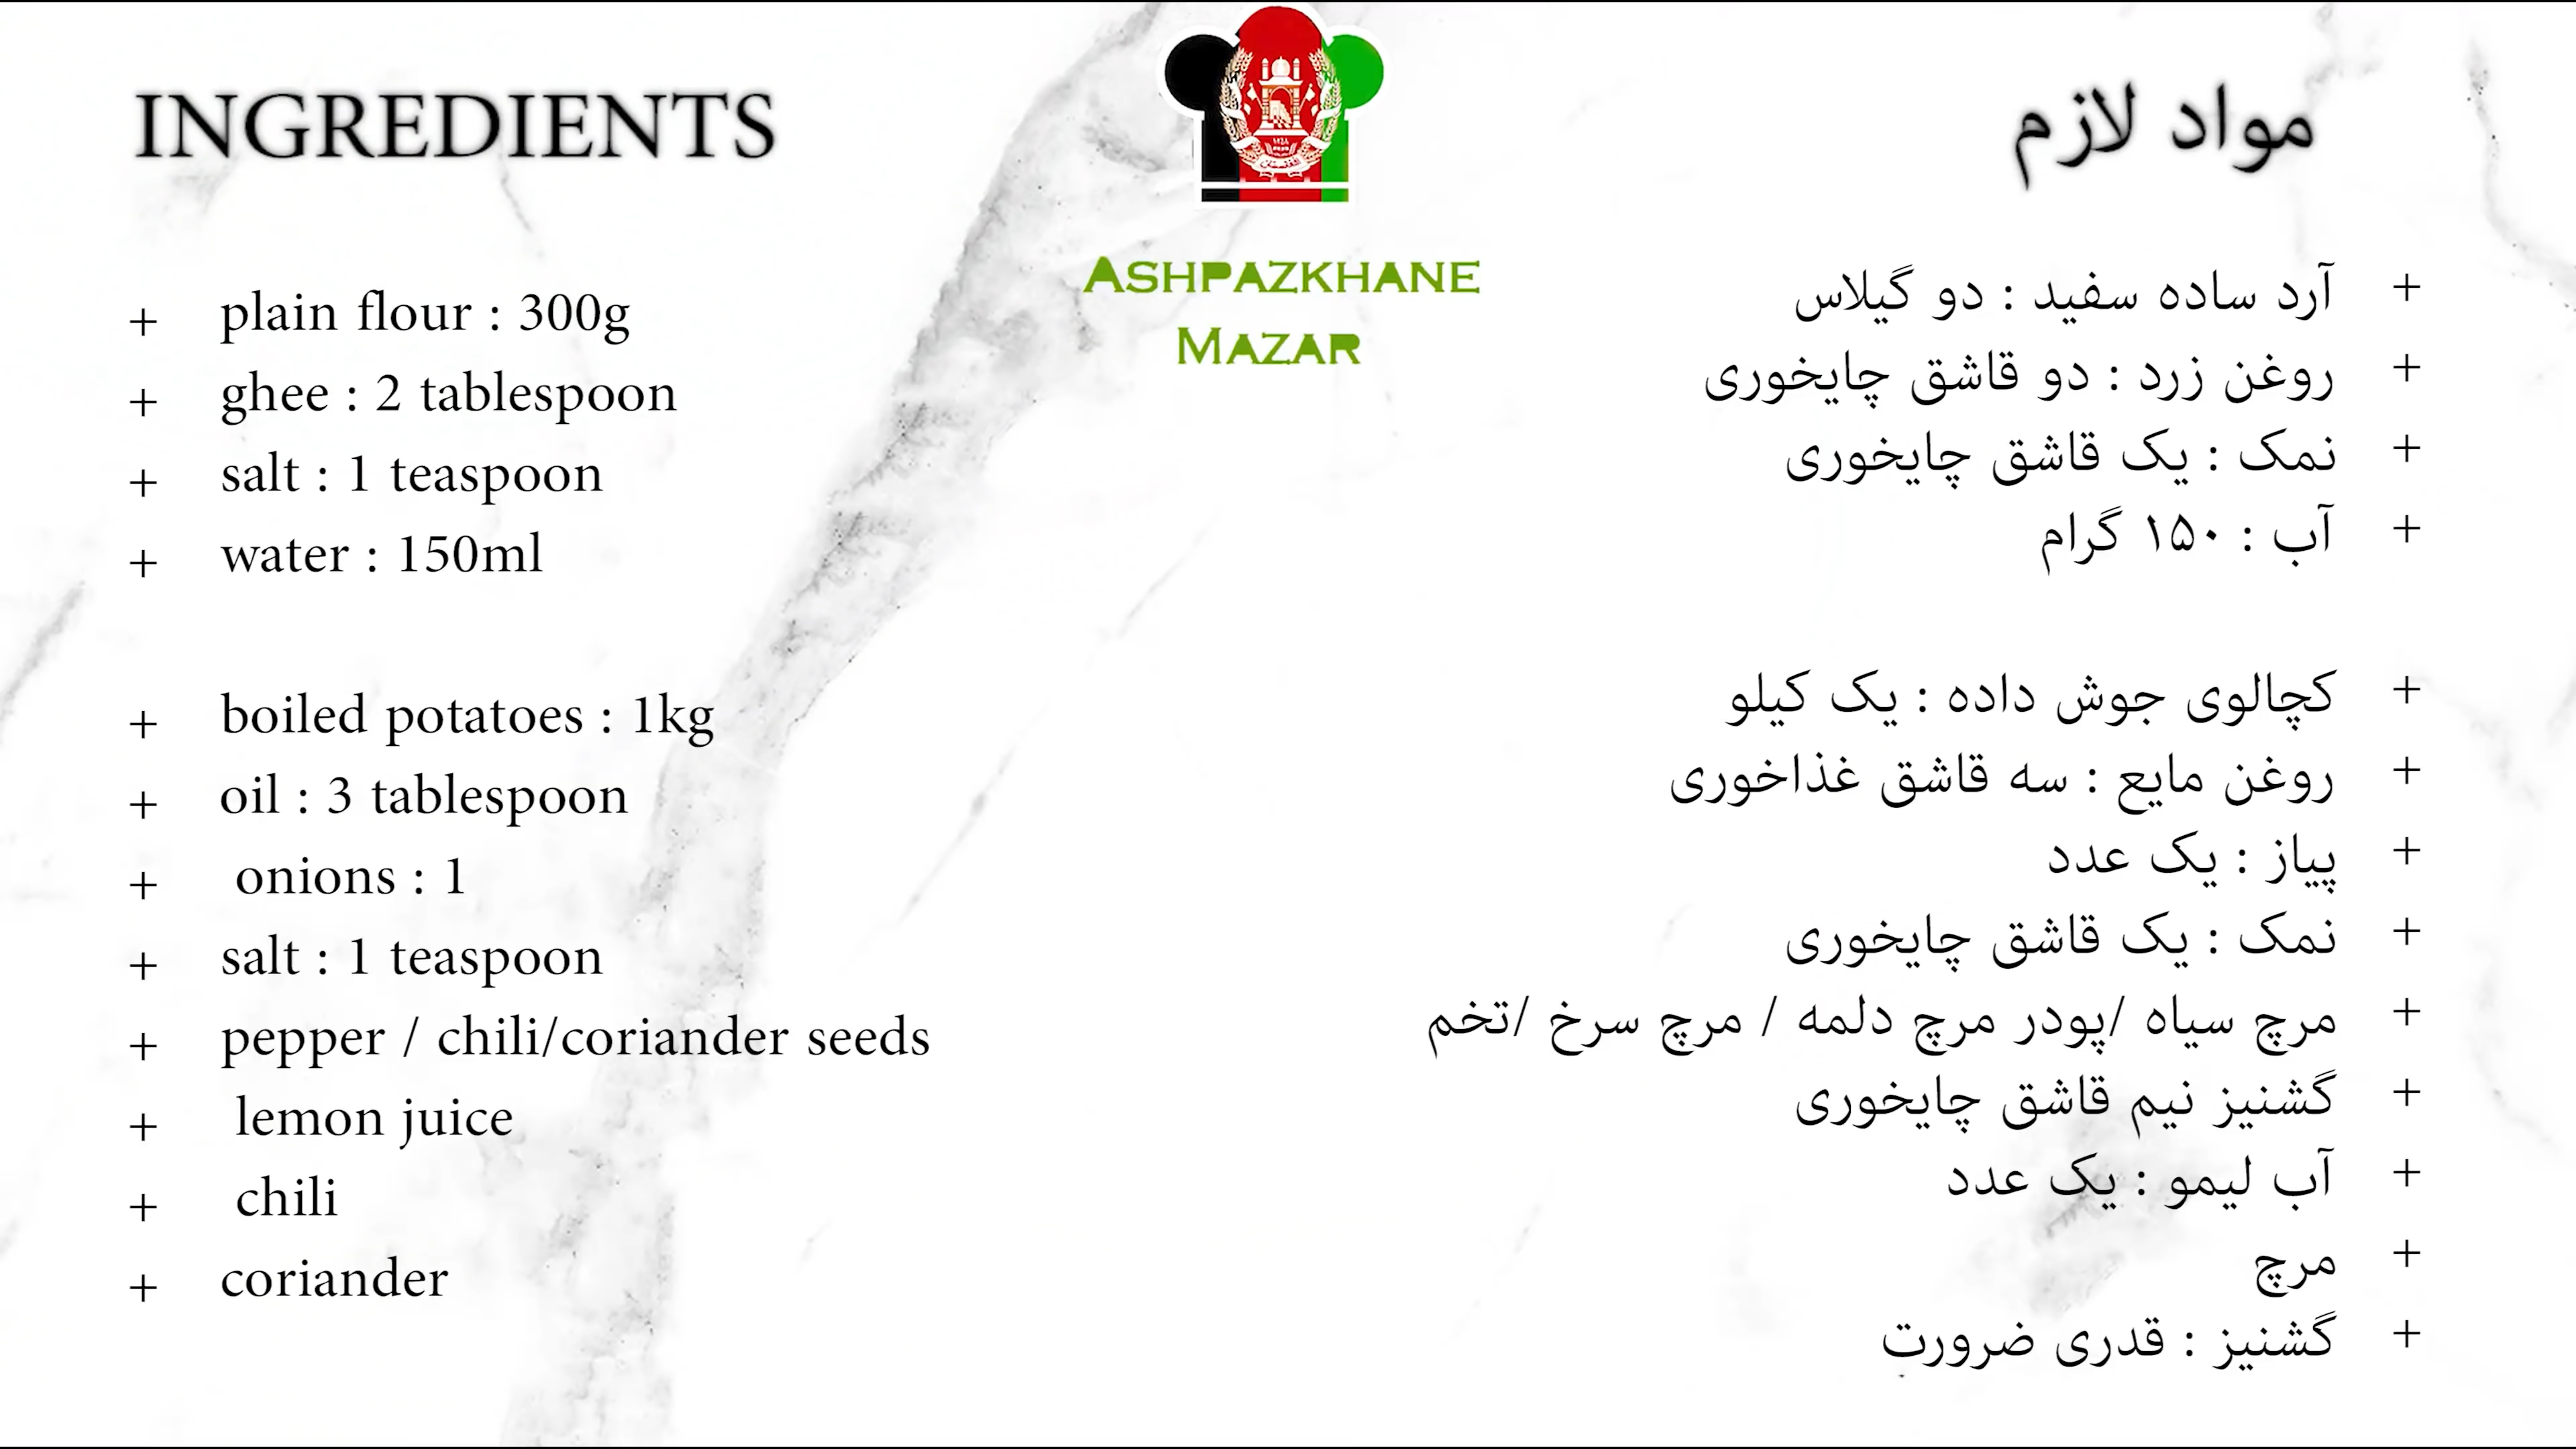 INGREDIENTS
+ plain flour : 300g
+ ghee : 2 tablespoon
+ salt : 1 teaspoon
+ water : 150ml
+ boiled potatoes : 1kg
+ oil : 3 tablespoon
+ onions : 1
+ salt : 1 teaspoon
+ pepper / chili/coriander seeds
+ lemon juice
+ chili
+ coriander
ASHPAZKHANE
MAZAR
مواد لازم
+ آرد ساده سفید : دو گیلاس
+ روغن زرد : دو قاشق چایخوری
+ نمک : یک قاشق چایخوری
+ آب : ۱۵۰ گرام
+ کچالوی جوش داده : یک کیلو
+ روغن مایع : سه قاشق غذاخوری
+ پیاز : یک عدد
+ نمک : یک قاشق چایخوری
+ مرچ سیاه /پودر مرچ دلمه / مرچ سرخ /تخم
+ گشنیز نیم قاشق چایخوری
+ آب لیمو : یک عدد
+ مرچ
+ گشنیز : قدری ضرورت